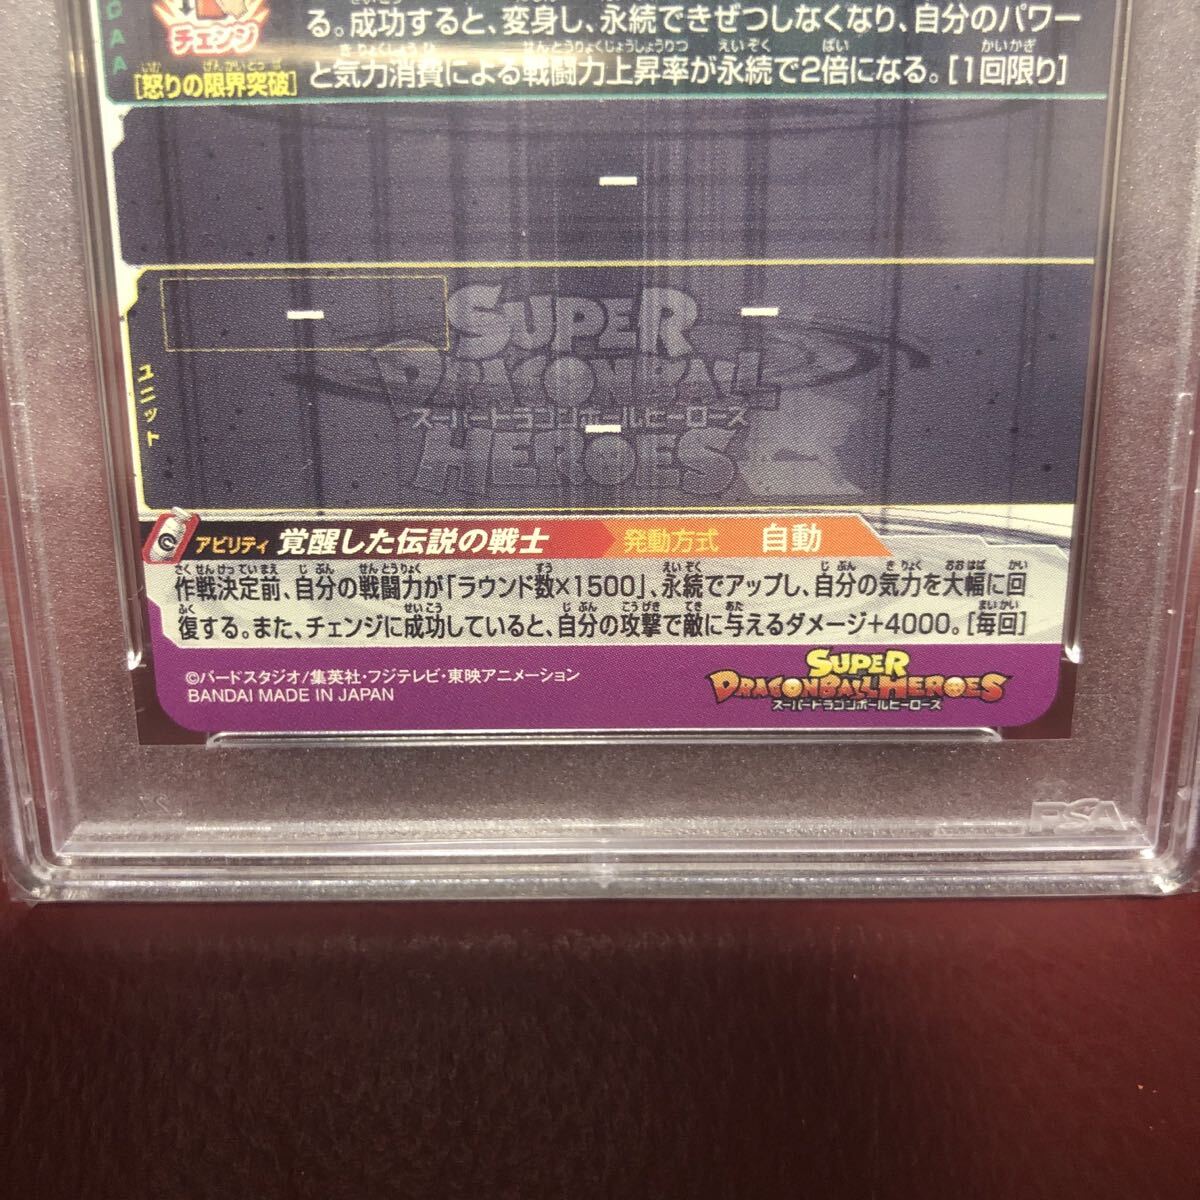 る。成功すると、変身し、永続できぜつしなくなり、自分のパワー
チェンジ
と気力消費による戦闘力上昇率が永続で2倍になる。[1回限り]
[怒りの限界突破]
SUPER
DRAGONBALL
スーパードラゴンボールヒーローズ
HEROES
ユニット
アビリティ 覚醒した伝説の戦士 発動方式 自動
作戦決定前、自分の戦闘力が「ラウンド数×1500」、永続でアップし、自分の気力を大幅に回
復する。また、チェンジに成功していると、自分の攻撃で敵に与えるダメージ+4000。[毎回]
©バードスタジオ/集英社・フジテレビ・東映アニメーション
BANDAI MADE IN JAPAN
SUPER
DRAGONBALL HEROES
スーパードラゴンボールヒーローズ
PSA